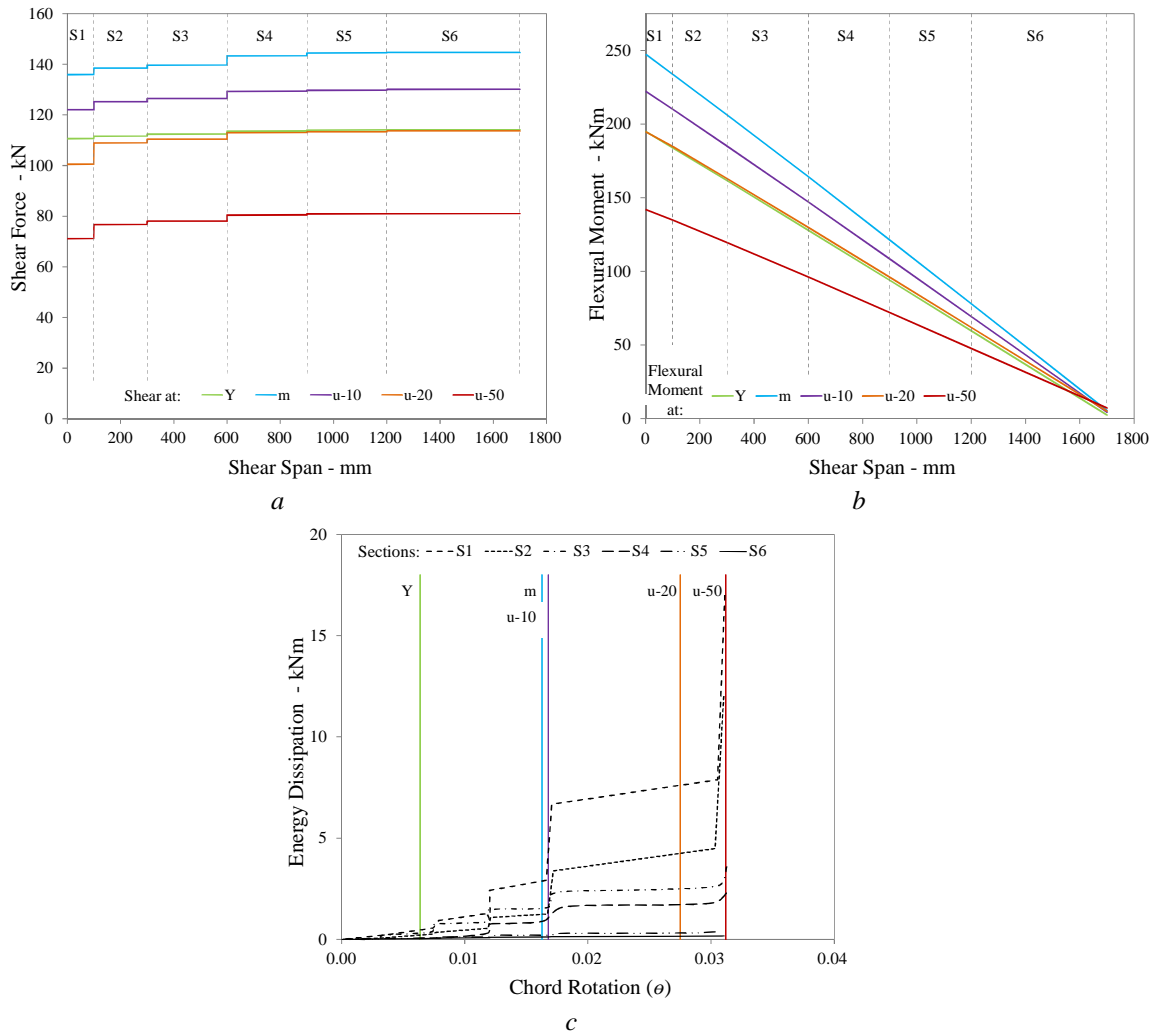 160
140
120
100
80
60
40
20
0
Shear Force - kN
S1 S2 S3 S4 S5 S6
Shear at: Y m u-10 u-20 u-50
0 200 400 600 800 1000 1200 1400 1600 1800
Shear Span - mm
a
250
200
150
100
50
0
Flexural Moment - kNm
S1 S2 S3 S4 S5 S6
Flexural
Moment
at:
Y m u-10 u-20 u-50
0 200 400 600 800 1000 1200 1400 1600 1800
Shear Span - mm
b
20
15
10
5
0
Energy Dissipation - kNm
Sections: S1 S2 S3 S4 S5 S6
Y m u-20 u-50
u-10
0.00 0.01 0.02 0.03 0.04
Chord Rotation (ɵ)
c